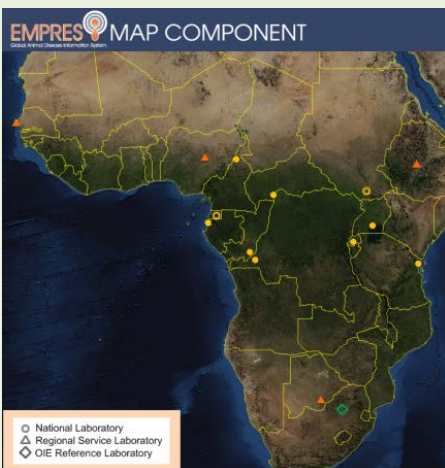 EMPRES MAP COMPONENT
Global Animal Disease Information System
National Laboratory
Regional Service Laboratory
OIE Reference Laboratory